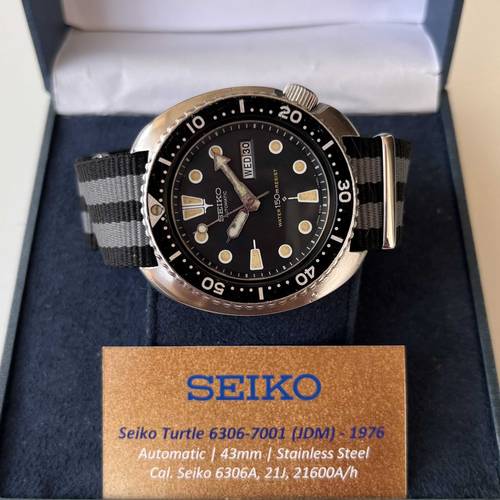 10
20
30
40
50
SEIKO
AUTOMATIC
WED 30
WATER 150m RESIST
SEIKO
Seiko Turtle 6306-7001 (JDM) - 1976
Automatic | 43mm | Stainless Steel
Cal. Seiko 6306A, 21J, 21600A/h